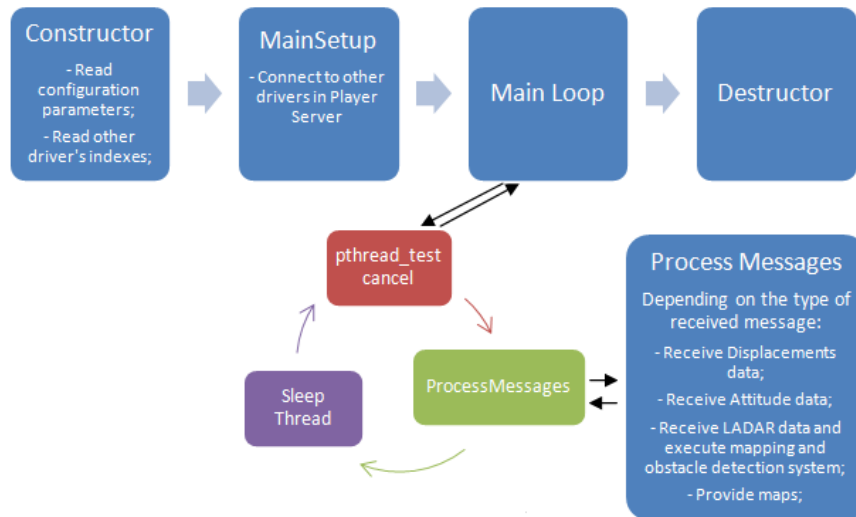 Constructor
- Read
configuration
parameters;
- Read other
driver's indexes;
MainSetup
- Connect to other
drivers in Player
Server
Main Loop
Destructor
pthread_test
cancel
ProcessMessages
Sleep
Thread
Process Messages
Depending on the type of
received message:
- Receive Displacements
data;
- Receive Attitude data;
- Receive LADAR data and
execute mapping and
obstacle detection system;
- Provide maps;